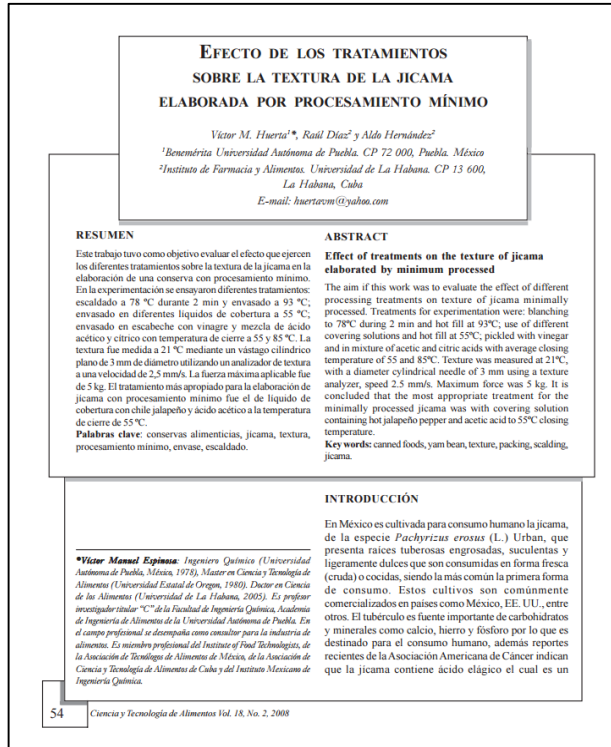 EFECTO DE LOS TRATAMIENTOS
SOBRE LA TEXTURA DE LA JICAMA
ELABORADA POR PROCESAMIENTO MÍNIMO
Víctor M. Huerta¹*, Raúl Díaz² y Aldo Hernández²
¹Benemérita Universidad Autónoma de Puebla. CP 72 000, Puebla. México
²Instituto de Farmacia y Alimentos. Universidad de La Habana. CP 13 600,
La Habana, Cuba
E-mail: huertavm@yahoo.com
RESUMEN
Este trabajo tuvo como objetivo evaluar el efecto que ejercen
los diferentes tratamientos sobre la textura de la jícama en la
elaboración de una conserva con procesamiento mínimo.
En la experimentación se ensayaron diferentes tratamientos:
escaldado a 78 ºC durante 2 min y envasado a 93 ºC;
envasado en diferentes líquidos de cobertura a 55 ºC;
envasado en escabeche con vinagre y mezcla de ácido
acético y cítrico con temperatura de cierre a 55 y 85ºC. La
textura fue medida a 21 ºC mediante un vástago cilíndrico
plano de 3 mm de diámetro utilizando un analizador de textura
a una velocidad de 2,5 mm/s. La fuerza máxima aplicable fue
de 5 kg. El tratamiento más apropiado para la elaboración de
jícama con procesamiento mínimo fue el de líquido de
cobertura con chile jalapeño y ácido acético a la temperatura
de cierre de 55 ºC.
Palabras clave: conservas alimenticias, jícama, textura,
procesamiento mínimo, envase, escaldado.
ABSTRACT
Effect of treatments on the texture of jicama
elaborated by minimum processed
The aim if this work was to evaluate the effect of different
processing treatments on texture of jicama minimally
processed. Treatments for experimentation were: blanching
to 78ºC during 2 min and hot fill at 93ºC; use of different
covering solutions and hot fill at 55ºC; pickled with vinegar
and in mixture of acetic and citric acids with average closing
temperature of 55 and 85ºC. Texture was measured at 21ºC,
with a diameter cylindrical needle of 3 mm using a texture
analyzer, speed 2.5 mm/s. Maximum force was 5 kg. It is
concluded that the most appropriate treatment for the
minimally processed jicama was with covering solution
containing hot jalapeño pepper and acetic acid to 55ºC closing
temperature.
Key words: canned foods, yam bean, texture, packing, scalding,
jicama.
*Víctor Manuel Espinosa: Ingeniero Químico (Universidad
Autónoma de Puebla, México, 1978), Master en Ciencia y Tecnología de
Alimentos (Universidad Estatal de Oregon, 1980). Doctor en Ciencia
de los Alimentos (Universidad de La Habana, 2005). Es profesor
investigador titular "C" de la Facultad de Ingeniería Química, Academia
de Ingeniería de Alimentos de la Universidad Autónoma de Puebla. En
el campo profesional se desempaña como consultor para la industria de
alimentos. Es miembro profesional del Institute of Food Technologists, de
la Asociación de Tecnólogos de Alimentos de México, de la Asociación de
Ciencia y Tecnología de Alimentos de Cuba y del Instituto Mexicano de
Ingeniería Química.
INTRODUCCIÓN
En México es cultivada para consumo humano la jícama,
de la especie Pachyrizus erosus (L.) Urban, que
presenta raíces tuberosas engrosadas, suculentas y
ligeramente dulces que son consumidas en forma fresca
(cruda) o cocidas, siendo la más común la primera forma
de consumo. Estos cultivos son comúnmente
comercializados en países como México, EE. UU., entre
otros. El tubérculo es fuente importante de carbohidratos
y minerales como calcio, hierro y fósforo por lo que es
destinado para el consumo humano, además reportes
recientes de la Asociación Americana de Cáncer indican
que la jicama contiene ácido elágico el cual es un
54 Ciencia y Tecnología de Alimentos Vol. 18, No. 2, 2008